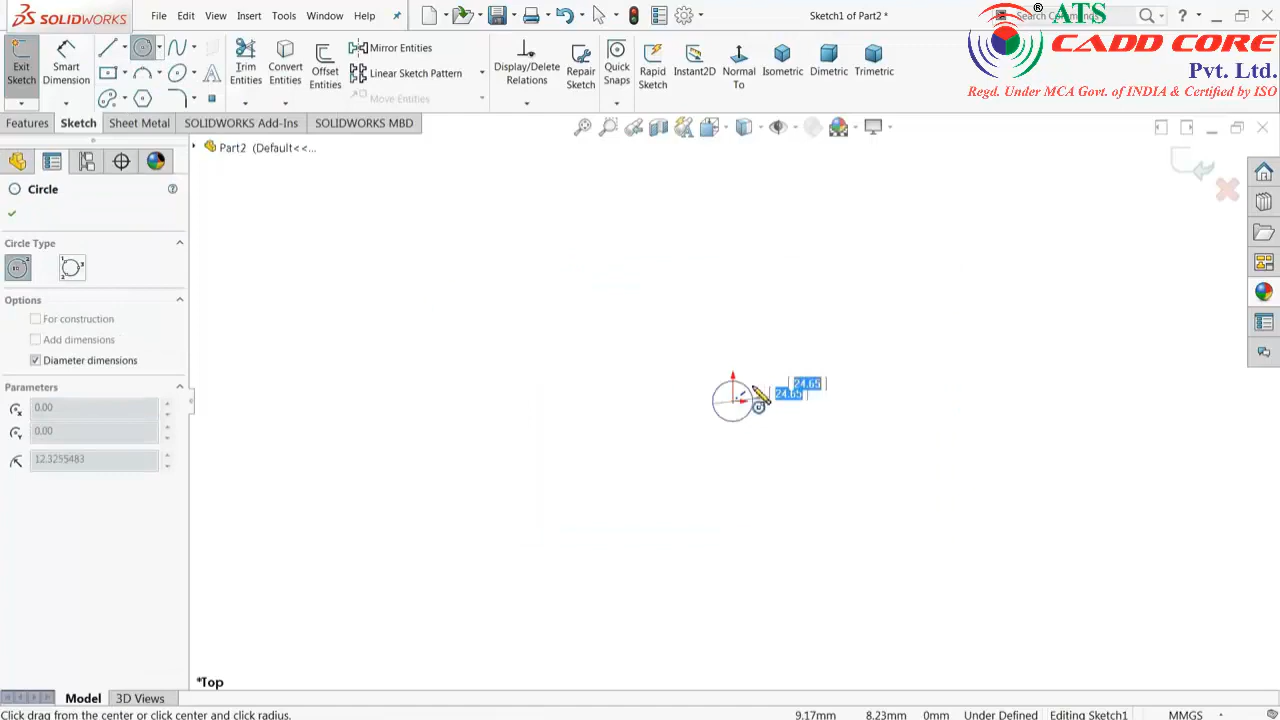 SOLIDWORKS File Edit View Insert Tools Window Help Sketch1 of Part2 * Search Commands
® ATS
CADD CORE
Pvt. Ltd.
Regd. Under MCA Govt. of INDIA & Certified by ISO
Exit Sketch
Smart Dimension
Trim Entities
Convert Entities
Offset Entities
Mirror Entities
Linear Sketch Pattern
Move Entities
Display/Delete Relations
Repair Sketch
Quick Snaps
Rapid Sketch
Instant2D
Normal To
Isometric
Dimetric
Trimetric
Features Sketch Sheet Metal SOLIDWORKS Add-Ins SOLIDWORKS MBD
Part2 (Default<<...
Circle
Circle Type
Options
For construction
Add dimensions
Diameter dimensions
Parameters
0.00
0.00
12.3255483
24.65
24.65
*Top
Model 3D Views
Click drag from the center or click center and click radius. 9.17mm 8.23mm 0mm Under Defined Editing Sketch1 MMGS